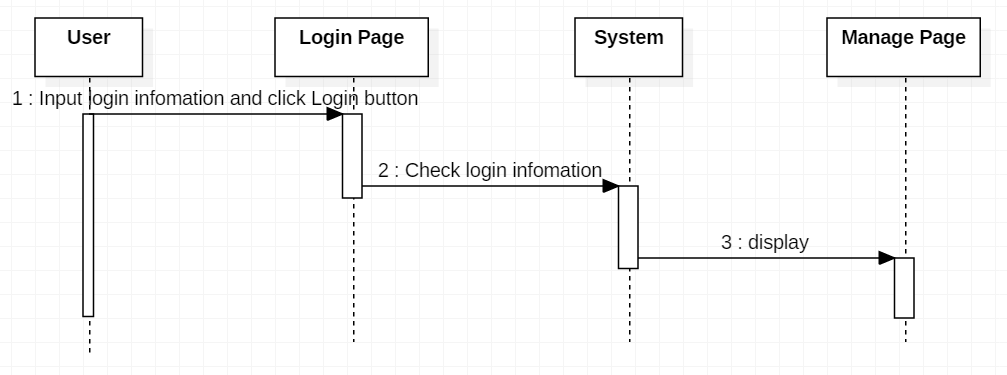 User
Login Page
System
Manage Page
1 : Input login infomation and click Login button
2 : Check login infomation
3 : display